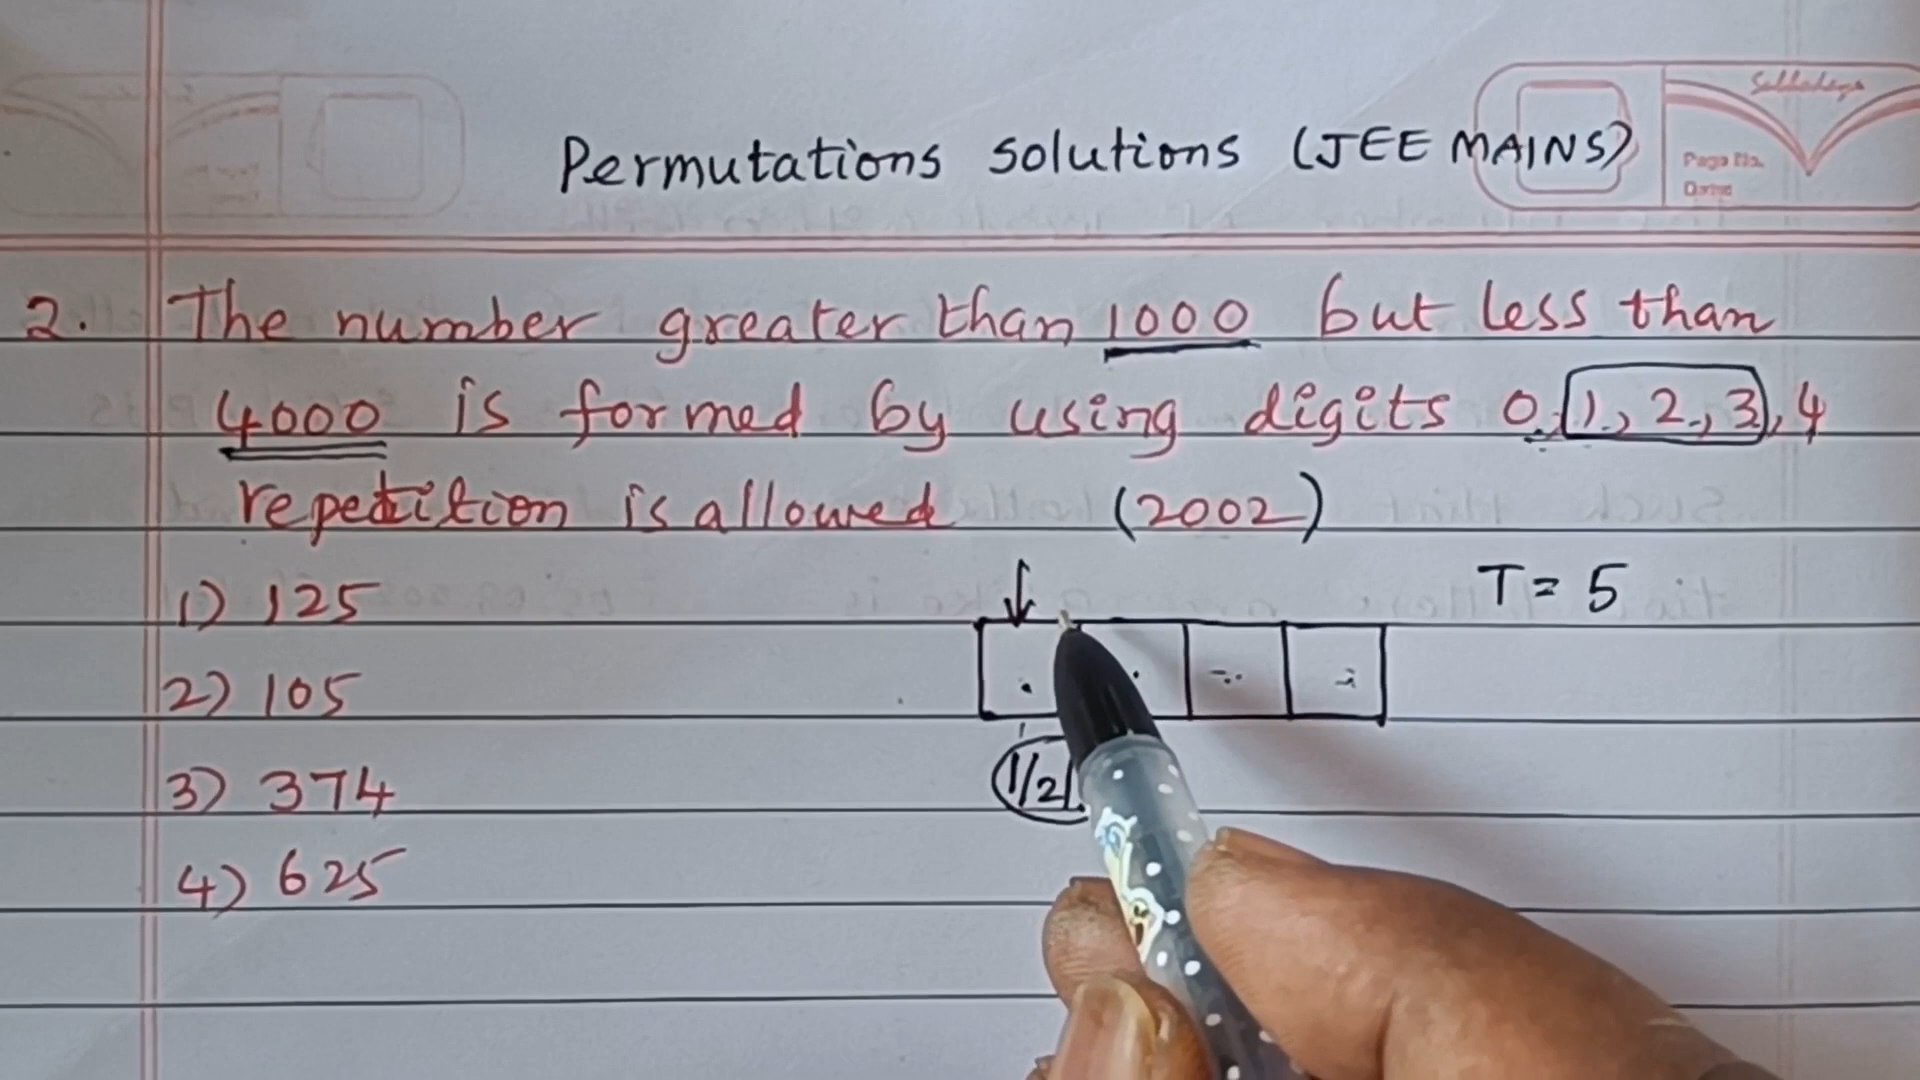 Permutations solutions (JEE MAINS)
Page No.
2. The number greater than 1000 but less than
4000 is formed by using digits 0, 1, 2, 3, 4
repetition is allowed (2002)
1) 125
T = 5
2) 105
1/2/
3) 374
4) 625